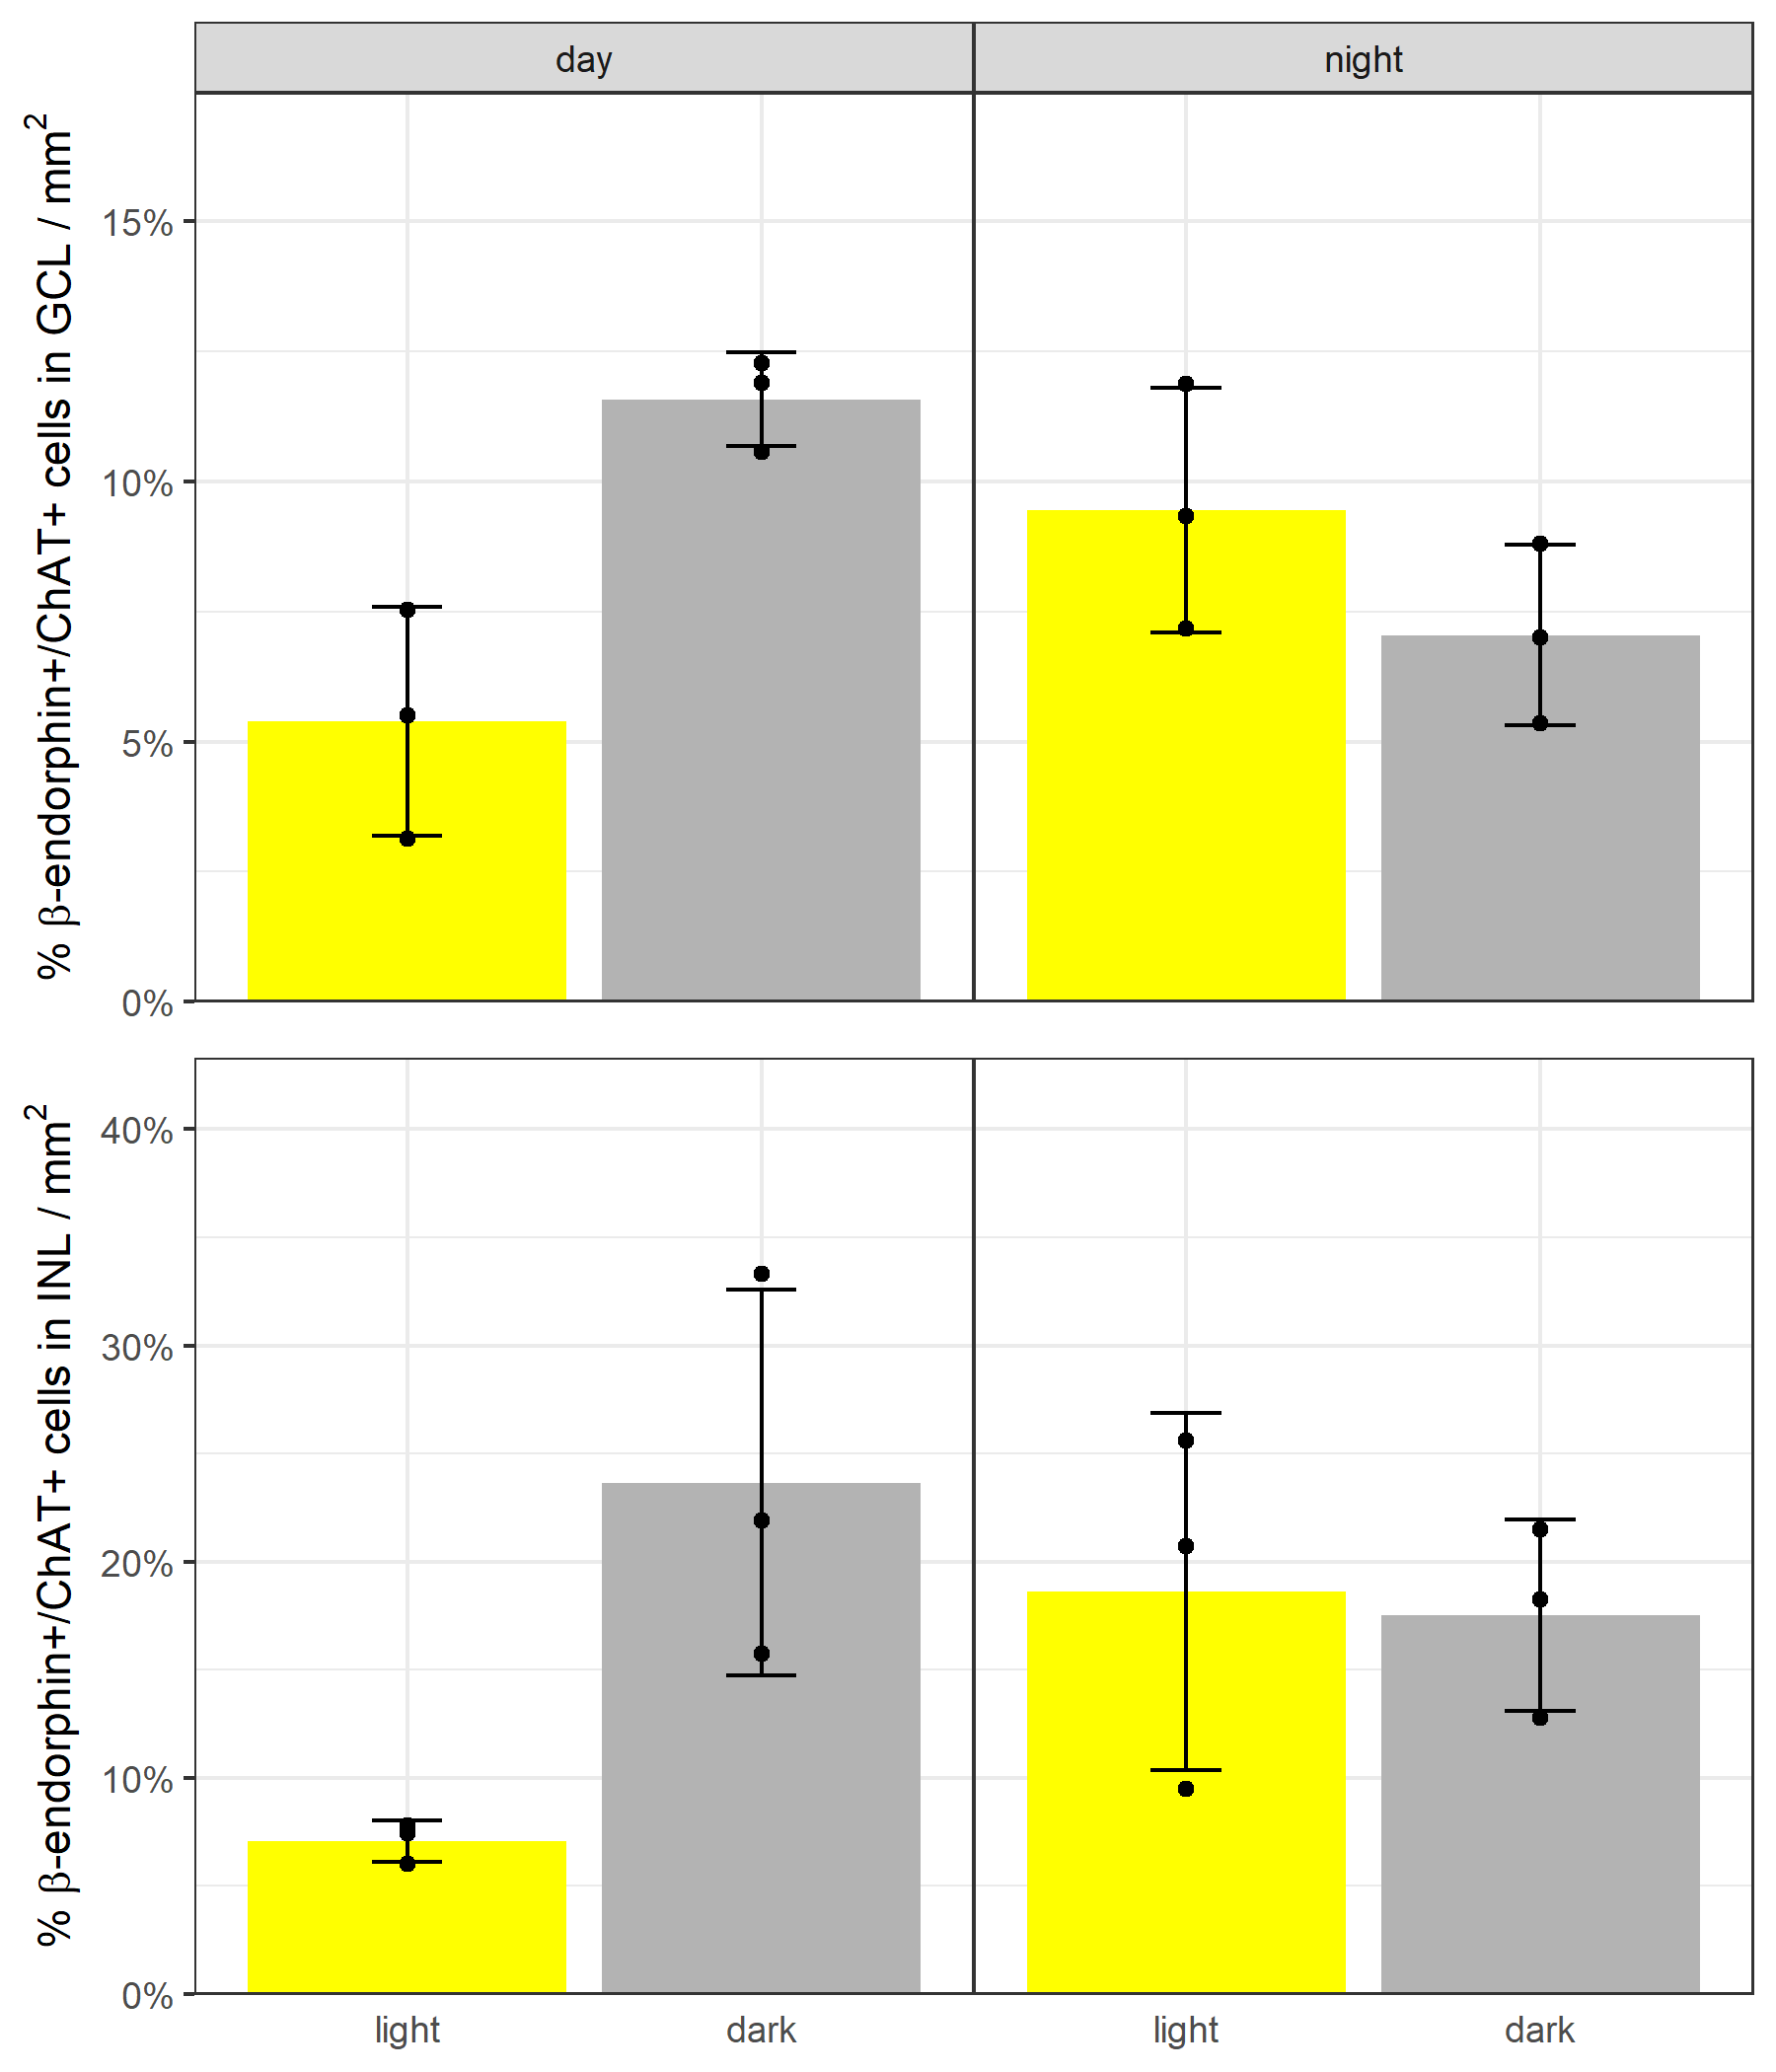 day
night
% β-endorphin+/ChAT+ cells in GCL / mm²
15%
10%
5%
0%
% β-endorphin+/ChAT+ cells in INL / mm²
40%
30%
20%
10%
0%
light
dark
light
dark